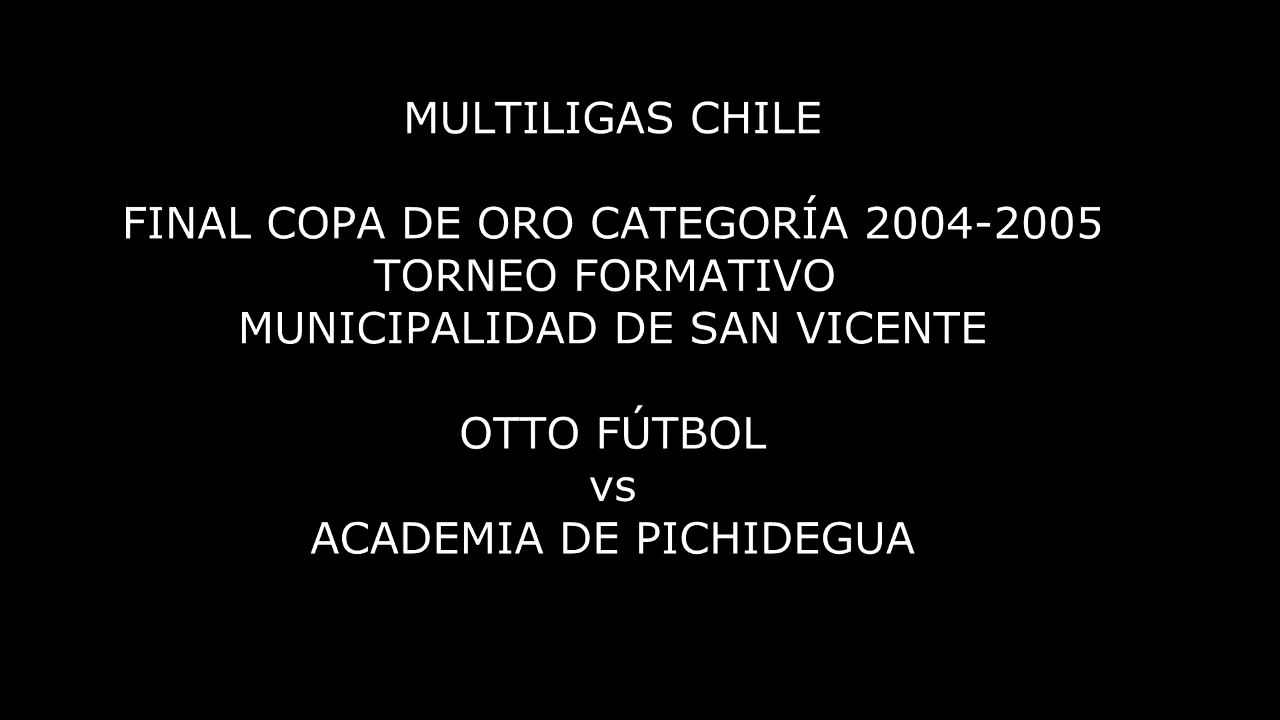 MULTILIGAS CHILE
FINAL COPA DE ORO CATEGORÍA 2004-2005
TORNEO FORMATIVO
MUNICIPALIDAD DE SAN VICENTE
OTTO FÚTBOL
vs
ACADEMIA DE PICHIDEGUA